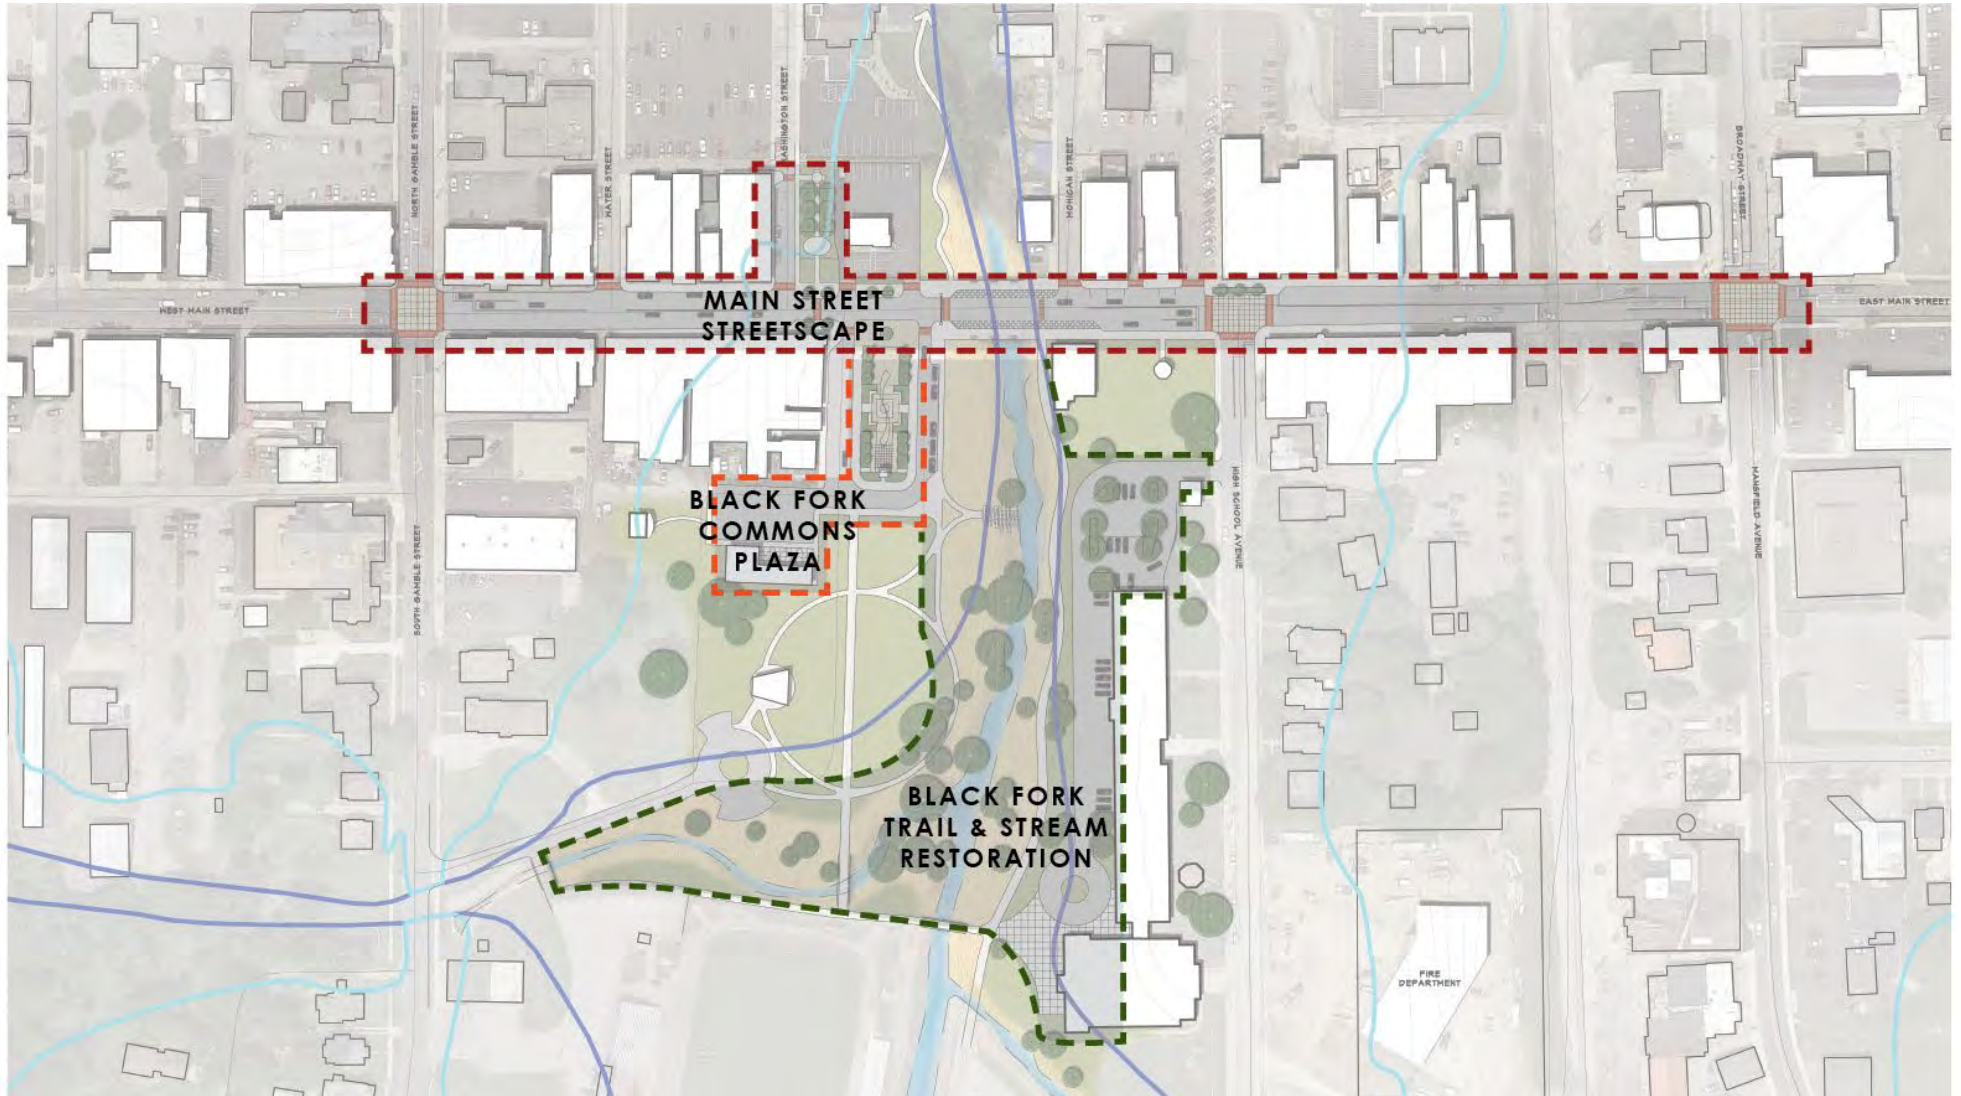 NORTH GAMBLE STREET
WATER STREET
WASHINGTON STREET
MOHICAN STREET
BROADWAY STREET
WEST MAIN STREET
MAIN STREET
STREETSCAPE
EAST MAIN STREET
BLACK FORK
COMMONS
PLAZA
SOUTH GAMBLE STREET
HIGH SCHOOL AVENUE
MANSFIELD AVENUE
BLACK FORK
TRAIL & STREAM
RESTORATION
FIRE
DEPARTMENT